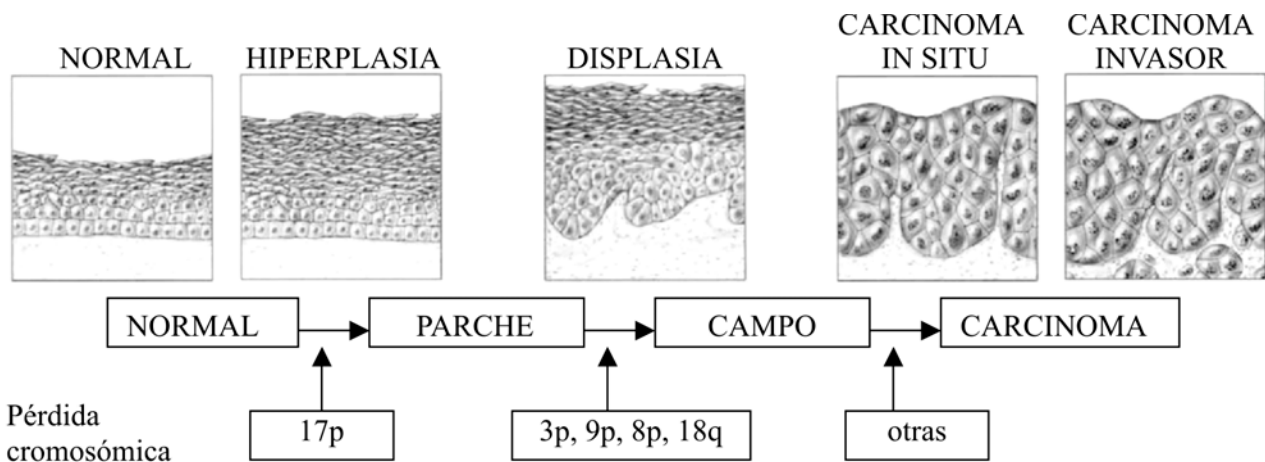 NORMAL
HIPERPLASIA
DISPLASIA
CARCINOMA
IN SITU
CARCINOMA
INVASOR
NORMAL
PARCHE
CAMPO
CARCINOMA
Pérdida
cromosómica
17p
3p, 9p, 8p, 18q
otras